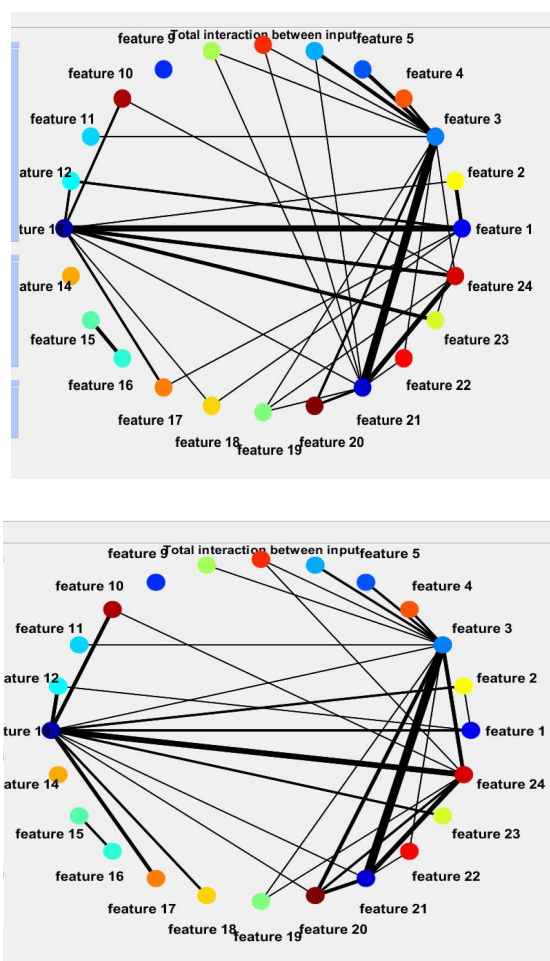 feature 9 Total interaction between input feature 5
feature 10 feature 4
feature 11 feature 3
ature 12 feature 2
feature 1
ature 14 feature 24
feature 15 feature 23
feature 16 feature 22
feature 17 feature 21
feature 18 feature 19 feature 20
feature 9 Total interaction between input feature 5
feature 10 feature 4
feature 11 feature 3
ature 12 feature 2
feature 1
ature 14 feature 24
feature 15 feature 23
feature 16 feature 22
feature 17 feature 21
feature 18 feature 19 feature 20